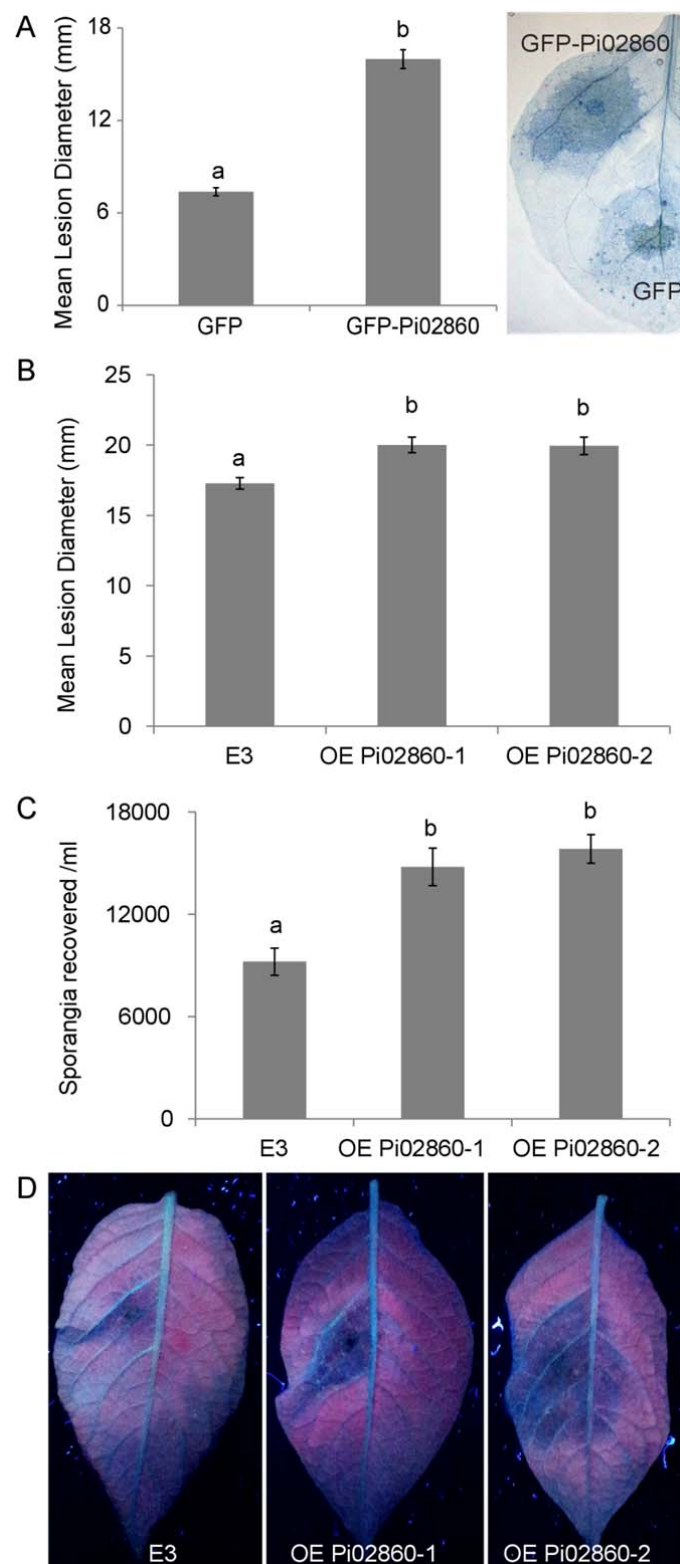 A
Mean Lesion Diameter (mm)
18
12
6
0
a
b
GFP
GFP-Pi02860
GFP-Pi02860
GFP
B
Mean Lesion Diameter (mm)
25
20
15
10
5
0
a
b
b
E3
OE Pi02860-1
OE Pi02860-2
C
Sporangia recovered /ml
18000
12000
6000
0
a
b
b
E3
OE Pi02860-1
OE Pi02860-2
D
E3
OE Pi02860-1
OE Pi02860-2